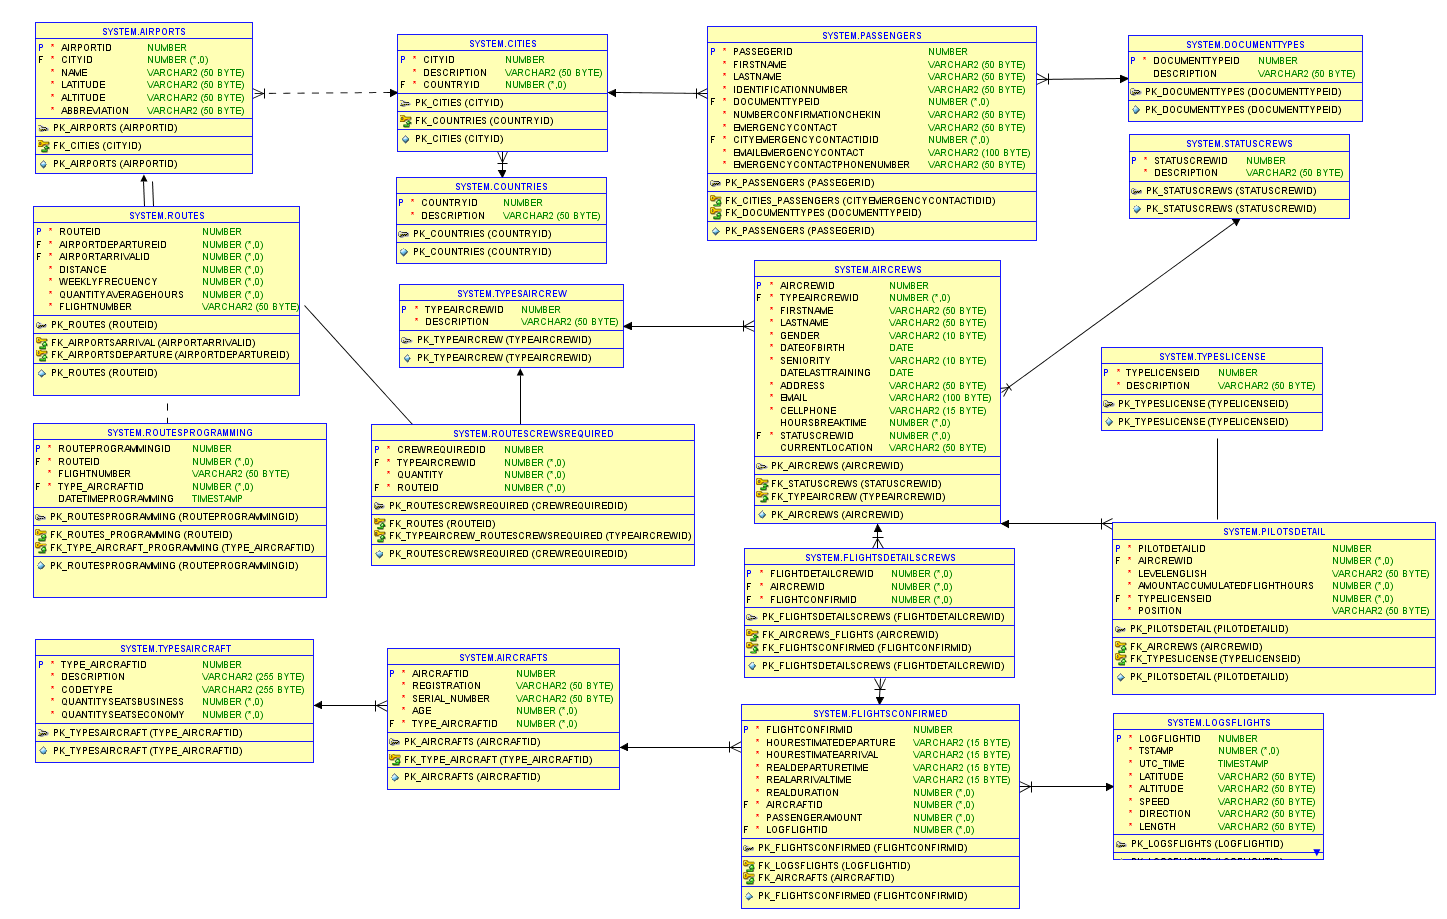 SYSTEM.AIRPORTS
P * AIRPORTID NUMBER
F * CITYID NUMBER (*,0)
* NAME VARCHAR2 (50 BYTE)
* LATITUDE VARCHAR2 (50 BYTE)
* ALTITUDE VARCHAR2 (50 BYTE)
* ABBREVIATION VARCHAR2 (50 BYTE)
PK_AIRPORTS (AIRPORTID)
FK_CITIES (CITYID)
PK_AIRPORTS (AIRPORTID)
SYSTEM.CITIES
P * CITYID NUMBER
* DESCRIPTION VARCHAR2 (50 BYTE)
F * COUNTRYID NUMBER (*,0)
PK_CITIES (CITYID)
FK_COUNTRIES (COUNTRYID)
PK_CITIES (CITYID)
SYSTEM.PASSENGERS
P * PASSEGERID NUMBER
* FIRSTNAME VARCHAR2 (50 BYTE)
* LASTNAME VARCHAR2 (50 BYTE)
* IDENTIFICATIONNUMBER VARCHAR2 (50 BYTE)
F * DOCUMENTTYPEID NUMBER (*,0)
* NUMBERCONFIRMATIONCHEKIN VARCHAR2 (50 BYTE)
* EMERGENCYCONTACT VARCHAR2 (50 BYTE)
F * CITYEMERGENCYCONTACTIDID NUMBER (*,0)
* EMAILEMERGENCYCONTACT VARCHAR2 (100 BYTE)
* EMERGENCYCONTACTPHONENUMBER VARCHAR2 (50 BYTE)
PK_PASSENGERS (PASSEGERID)
FK_CITIES_PASSENGERS (CITYEMERGENCYCONTACTIDID)
FK_DOCUMENTTYPES (DOCUMENTTYPEID)
PK_PASSENGERS (PASSEGERID)
SYSTEM.DOCUMENTTYPES
P * DOCUMENTTYPEID NUMBER
DESCRIPTION VARCHAR2 (50 BYTE)
PK_DOCUMENTTYPES (DOCUMENTTYPEID)
PK_DOCUMENTTYPES (DOCUMENTTYPEID)
SYSTEM.STATUSCREWS
P * STATUSCREWID NUMBER
* DESCRIPTION VARCHAR2 (50 BYTE)
PK_STATUSCREWS (STATUSCREWID)
PK_STATUSCREWS (STATUSCREWID)
SYSTEM.COUNTRIES
P * COUNTRYID NUMBER
* DESCRIPTION VARCHAR2 (50 BYTE)
PK_COUNTRIES (COUNTRYID)
PK_COUNTRIES (COUNTRYID)
SYSTEM.ROUTES
P * ROUTEID NUMBER
F * AIRPORTDEPARTUREID NUMBER (*,0)
F * AIRPORTARRIVALID NUMBER (*,0)
* DISTANCE NUMBER (*,0)
* WEEKLYFRECUENCY NUMBER (*,0)
* QUANTITYAVERAGEHOURS NUMBER (*,0)
* FLIGHTNUMBER VARCHAR2 (50 BYTE)
PK_ROUTES (ROUTEID)
FK_AIRPORTSARRIVAL (AIRPORTARRIVALID)
FK_AIRPORTSDEPARTURE (AIRPORTDEPARTUREID)
PK_ROUTES (ROUTEID)
SYSTEM.TYPESAIRCREW
P * TYPEAIRCREWID NUMBER
* DESCRIPTION VARCHAR2 (50 BYTE)
PK_TYPEAIRCREW (TYPEAIRCREWID)
PK_TYPEAIRCREW (TYPEAIRCREWID)
SYSTEM.AIRCREWS
P * AIRCREWID NUMBER
F * TYPEAIRCREWID NUMBER (*,0)
* FIRSTNAME VARCHAR2 (50 BYTE)
* LASTNAME VARCHAR2 (50 BYTE)
* GENDER VARCHAR2 (10 BYTE)
* DATEOFBIRTH DATE
* SENIORITY VARCHAR2 (10 BYTE)
DATELASTTRAINING DATE
* ADDRESS VARCHAR2 (50 BYTE)
* EMAIL VARCHAR2 (100 BYTE)
* CELLPHONE VARCHAR2 (15 BYTE)
HOURSBREAKTIME NUMBER (*,0)
F * STATUSCREWID NUMBER (*,0)
CURRENTLOCATION VARCHAR2 (50 BYTE)
PK_AIRCREWS (AIRCREWID)
FK_STATUSCREWS (STATUSCREWID)
FK_TYPEAIRCREW (TYPEAIRCREWID)
PK_AIRCREWS (AIRCREWID)
SYSTEM.TYPESLICENSE
P * TYPELICENSEID NUMBER
* DESCRIPTION VARCHAR2 (50 BYTE)
PK_TYPESLICENSE (TYPELICENSEID)
PK_TYPESLICENSE (TYPELICENSEID)
SYSTEM.ROUTESPROGRAMMING
P * ROUTEPROGRAMMINGID NUMBER
F * ROUTEID NUMBER (*,0)
* FLIGHTNUMBER VARCHAR2 (50 BYTE)
F * TYPE_AIRCRAFTID NUMBER (*,0)
DATETIMEPROGRAMMING TIMESTAMP
PK_ROUTESPROGRAMMING (ROUTEPROGRAMMINGID)
FK_ROUTES_PROGRAMMING (ROUTEID)
FK_TYPE_AIRCRAFT_PROGRAMMING (TYPE_AIRCRAFTID)
PK_ROUTESPROGRAMMING (ROUTEPROGRAMMINGID)
SYSTEM.ROUTESCREWSREQUIRED
P * CREWREQUIREDID NUMBER
F * TYPEAIRCREWID NUMBER (*,0)
* QUANTITY NUMBER (*,0)
F * ROUTEID NUMBER (*,0)
PK_ROUTESCREWSREQUIRED (CREWREQUIREDID)
FK_ROUTES (ROUTEID)
FK_TYPEAIRCREW_ROUTESCREWSREQUIRED (TYPEAIRCREWID)
PK_ROUTESCREWSREQUIRED (CREWREQUIREDID)
SYSTEM.PILOTSDETAIL
P * PILOTDETAILID NUMBER
F * AIRCREWID NUMBER (*,0)
* LEVELENGLISH VARCHAR2 (50 BYTE)
* AMOUNTACCUMULATEDFLIGHTHOURS NUMBER (*,0)
F * TYPELICENSEID NUMBER (*,0)
* POSITION VARCHAR2 (50 BYTE)
PK_PILOTSDETAIL (PILOTDETAILID)
FK_AIRCREWS (AIRCREWID)
FK_TYPESLICENSE (TYPELICENSEID)
PK_PILOTSDETAIL (PILOTDETAILID)
SYSTEM.FLIGHTSDETAILSCREWS
P * FLIGHTDETAILCREWID NUMBER (*,0)
F * AIRCREWID NUMBER (*,0)
F * FLIGHTCONFIRMID NUMBER (*,0)
PK_FLIGHTSDETAILSCREWS (FLIGHTDETAILCREWID)
FK_AIRCREWS_FLIGHTS (AIRCREWID)
FK_FLIGHTSCONFIRMED (FLIGHTCONFIRMID)
PK_FLIGHTSDETAILSCREWS (FLIGHTDETAILCREWID)
SYSTEM.TYPESAIRCRAFT
P * TYPE_AIRCRAFTID NUMBER
* DESCRIPTION VARCHAR2 (255 BYTE)
* CODETYPE VARCHAR2 (255 BYTE)
* QUANTITYSEATSBUSINESS NUMBER (*,0)
* QUANTITYSEATSECONOMY NUMBER (*,0)
PK_TYPESAIRCRAFT (TYPE_AIRCRAFTID)
PK_TYPESAIRCRAFT (TYPE_AIRCRAFTID)
SYSTEM.AIRCRAFTS
P * AIRCRAFTID NUMBER
* REGISTRATION VARCHAR2 (50 BYTE)
* SERIAL_NUMBER VARCHAR2 (50 BYTE)
* AGE NUMBER (*,0)
F * TYPE_AIRCRAFTID NUMBER (*,0)
PK_AIRCRAFTS (AIRCRAFTID)
FK_TYPE_AIRCRAFT (TYPE_AIRCRAFTID)
PK_AIRCRAFTS (AIRCRAFTID)
SYSTEM.FLIGHTSCONFIRMED
P * FLIGHTCONFIRMID NUMBER
* HOURESTIMATEDEPARTURE VARCHAR2 (15 BYTE)
* HOURESTIMATEARRIVAL VARCHAR2 (15 BYTE)
* REALDEPARTURETIME VARCHAR2 (15 BYTE)
* REALARRIVALTIME VARCHAR2 (15 BYTE)
* REALDURATION NUMBER (*,0)
F * AIRCRAFTID NUMBER (*,0)
* PASSENGERAMOUNT NUMBER (*,0)
F * LOGFLIGHTID NUMBER (*,0)
PK_FLIGHTSCONFIRMED (FLIGHTCONFIRMID)
FK_LOGSFLIGHTS (LOGFLIGHTID)
FK_AIRCRAFTS (AIRCRAFTID)
PK_FLIGHTSCONFIRMED (FLIGHTCONFIRMID)
SYSTEM.LOGSFLIGHTS
P * LOGFLIGHTID NUMBER
* TSTAMP NUMBER (*,0)
* UTC_TIME TIMESTAMP
* LATITUDE VARCHAR2 (50 BYTE)
* ALTITUDE VARCHAR2 (50 BYTE)
* SPEED VARCHAR2 (50 BYTE)
* DIRECTION VARCHAR2 (50 BYTE)
* LENGTH VARCHAR2 (50 BYTE)
PK_LOGSFLIGHTS (LOGFLIGHTID)